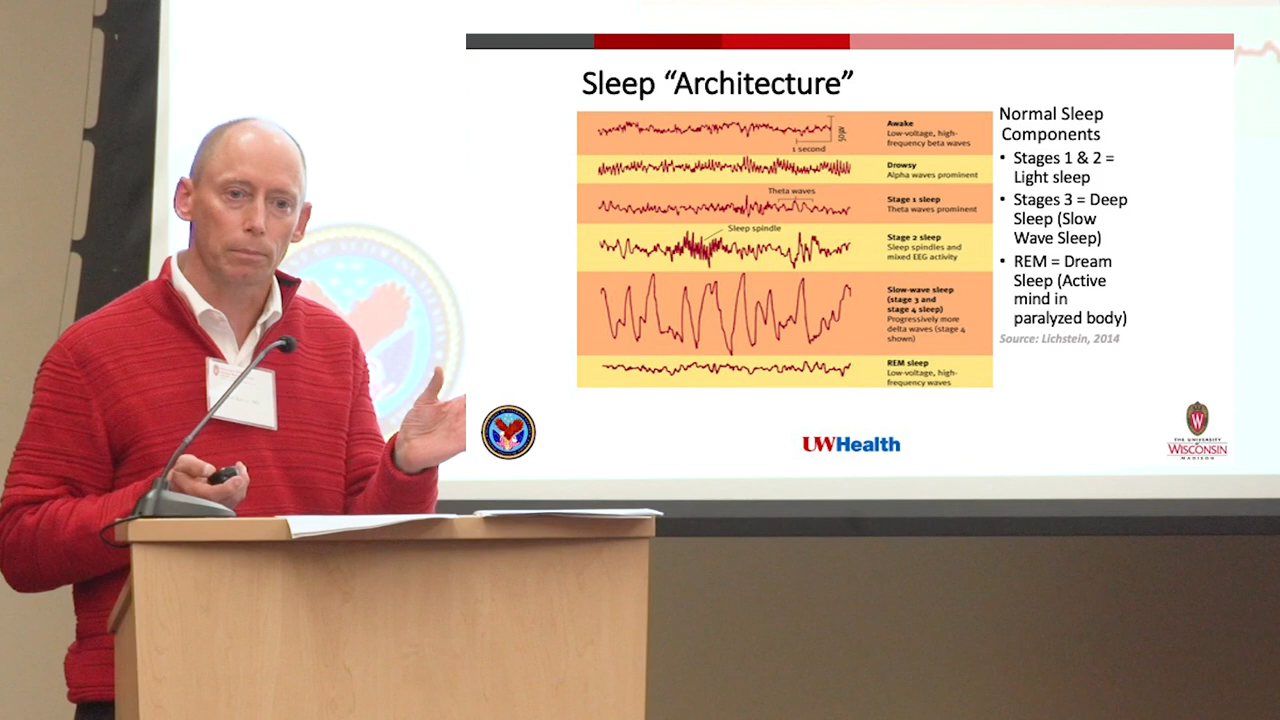 Sleep “Architecture”
Awake
Low-voltage, high-
frequency beta waves
50µV
1 second
Drowsy
Alpha waves prominent
Theta waves
Stage 1 sleep
Theta waves prominent
Sleep spindle
Stage 2 sleep
Sleep spindles and
mixed EEG activity
Slow-wave sleep
(stage 3 and
stage 4 sleep)
Progressively more
delta waves (stage 4
shown)
REM sleep
Low-voltage, high-
frequency waves
Normal Sleep
Components
• Stages 1 & 2 =
Light sleep
• Stages 3 = Deep
Sleep (Slow
Wave Sleep)
• REM = Dream
Sleep (Active
mind in
paralyzed body)
Source: Lichstein, 2014
UWHealth
W
THE UNIVERSITY
of
WISCONSIN
MADISON